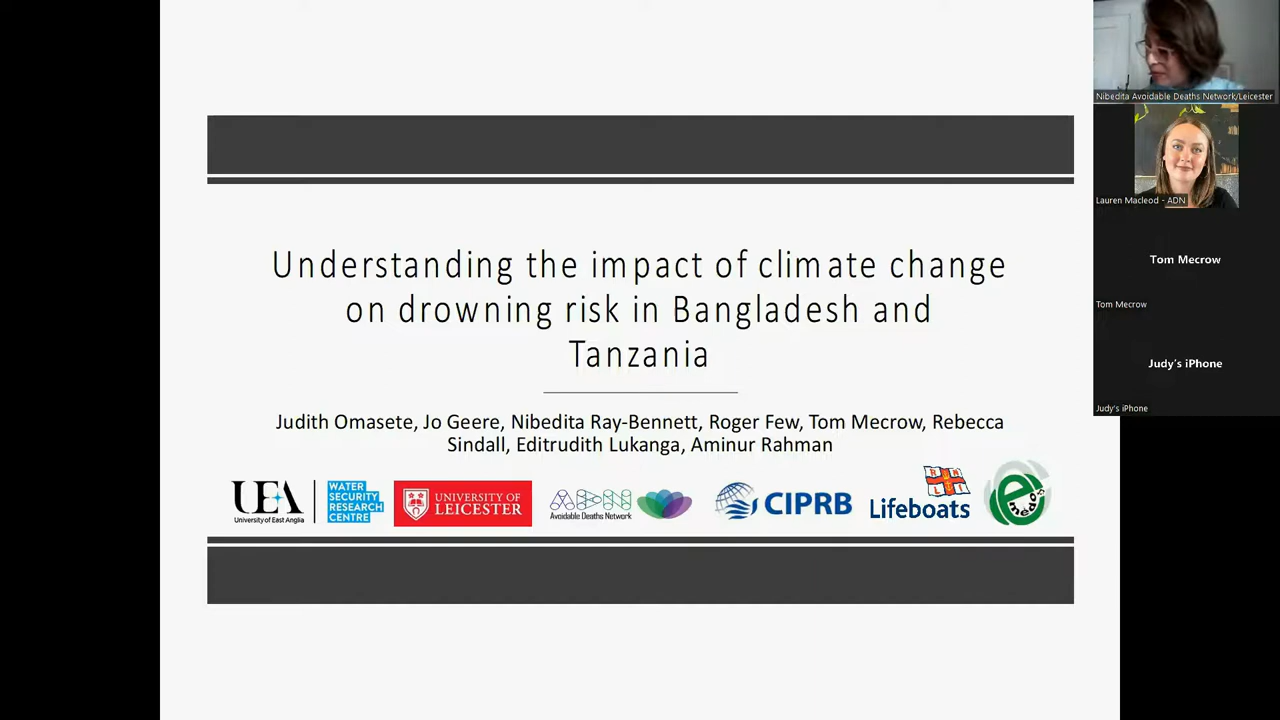 Understanding the impact of climate change
on drowning risk in Bangladesh and
Tanzania
Judith Omasete, Jo Geere, Nibedita Ray-Bennett, Roger Few, Tom Mecrow, Rebecca
Sindall, Editrudith Lukanga, Aminur Rahman
UEA
University of East Anglia
WATER
SECURITY
RESEARCH
CENTRE
UNIVERSITY OF
LEICESTER
ADN
Avoidable Deaths Network
CIPRB
RNLI
Lifeboats
emedo
Nibedita Avoidable Deaths Network/Leicester
Lauren Macleod - ADN
Tom Mecrow
Tom Mecrow
Judy's iPhone
Judy's iPhone